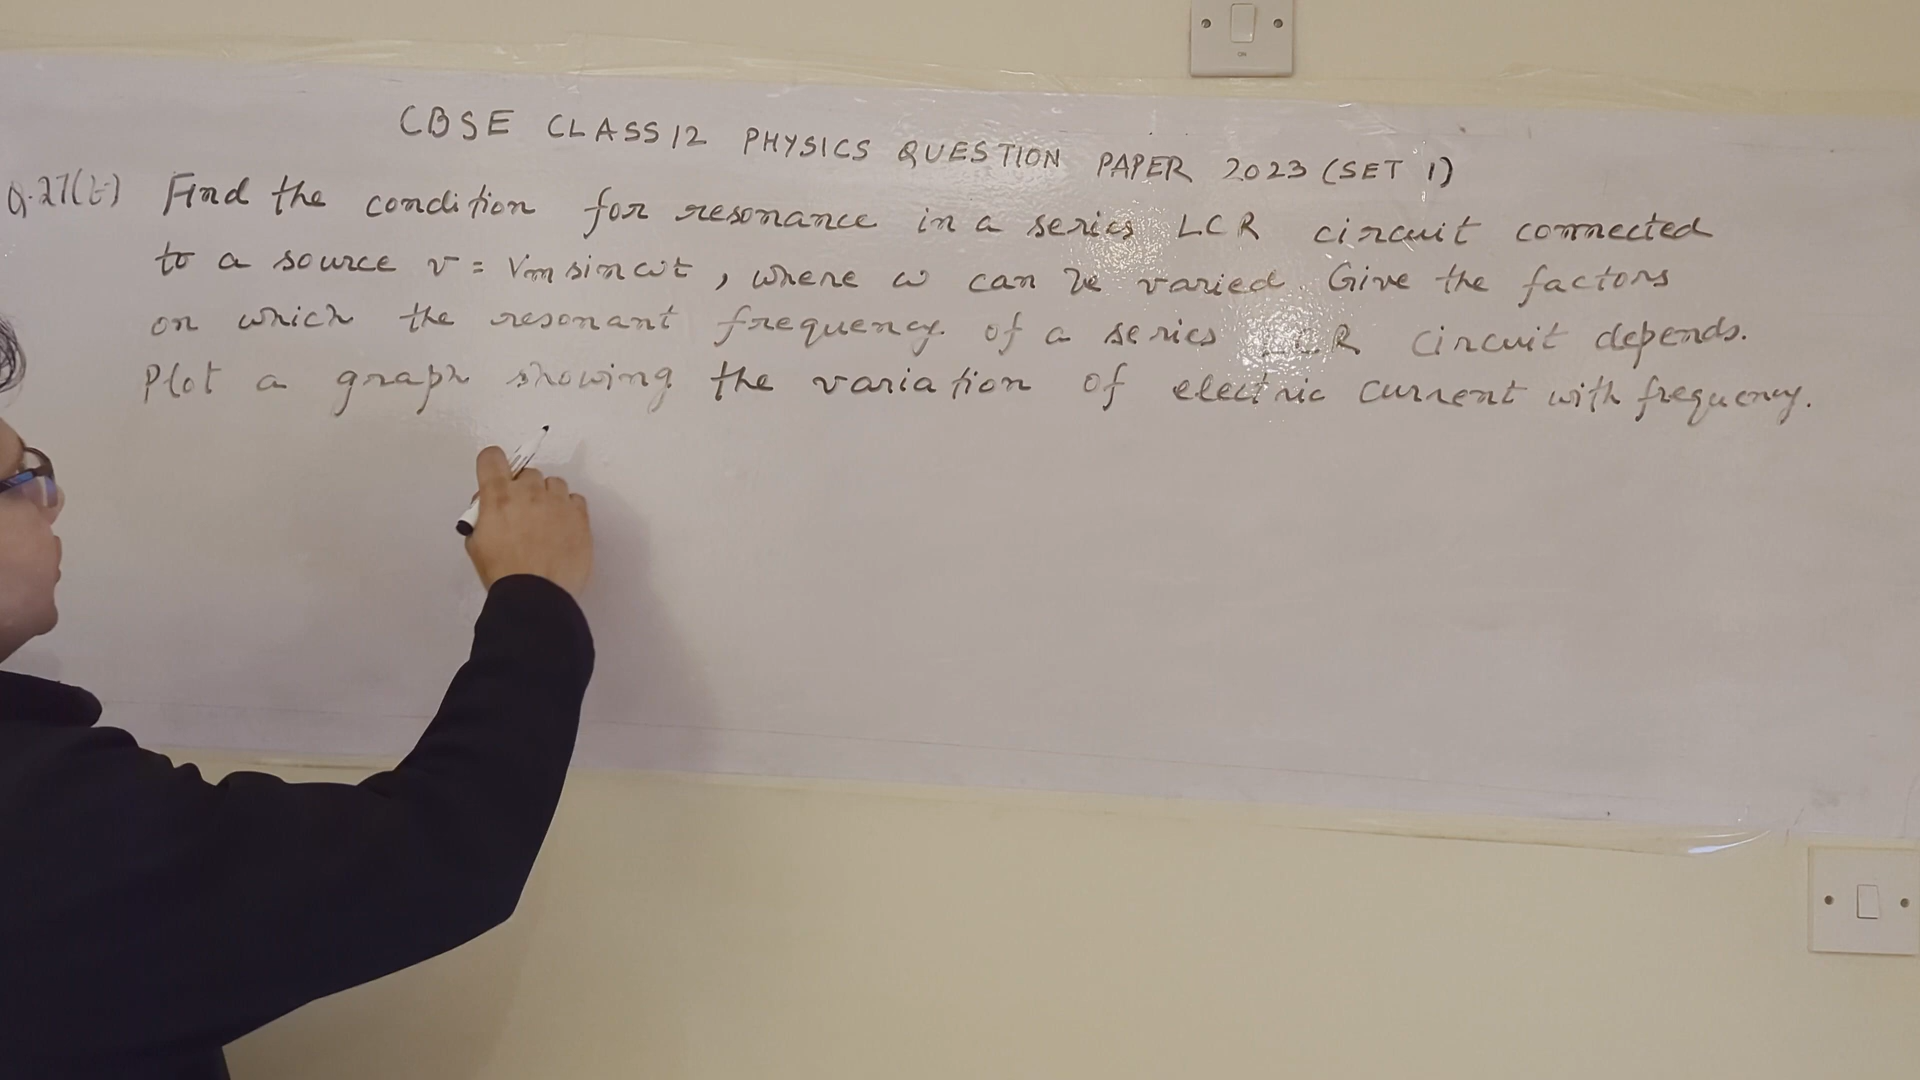 CBSE CLASS 12 PHYSICS QUESTION PAPER 2023 (SET 1)
Q.27(b) Find the condition for resonance in a series LCR circuit connected
to a source v = Vm sin ωt, where ω can be varied. Give the factors
on which the resonant frequency of a series LCR circuit depends.
Plot a graph showing the variation of electric current with frequency.